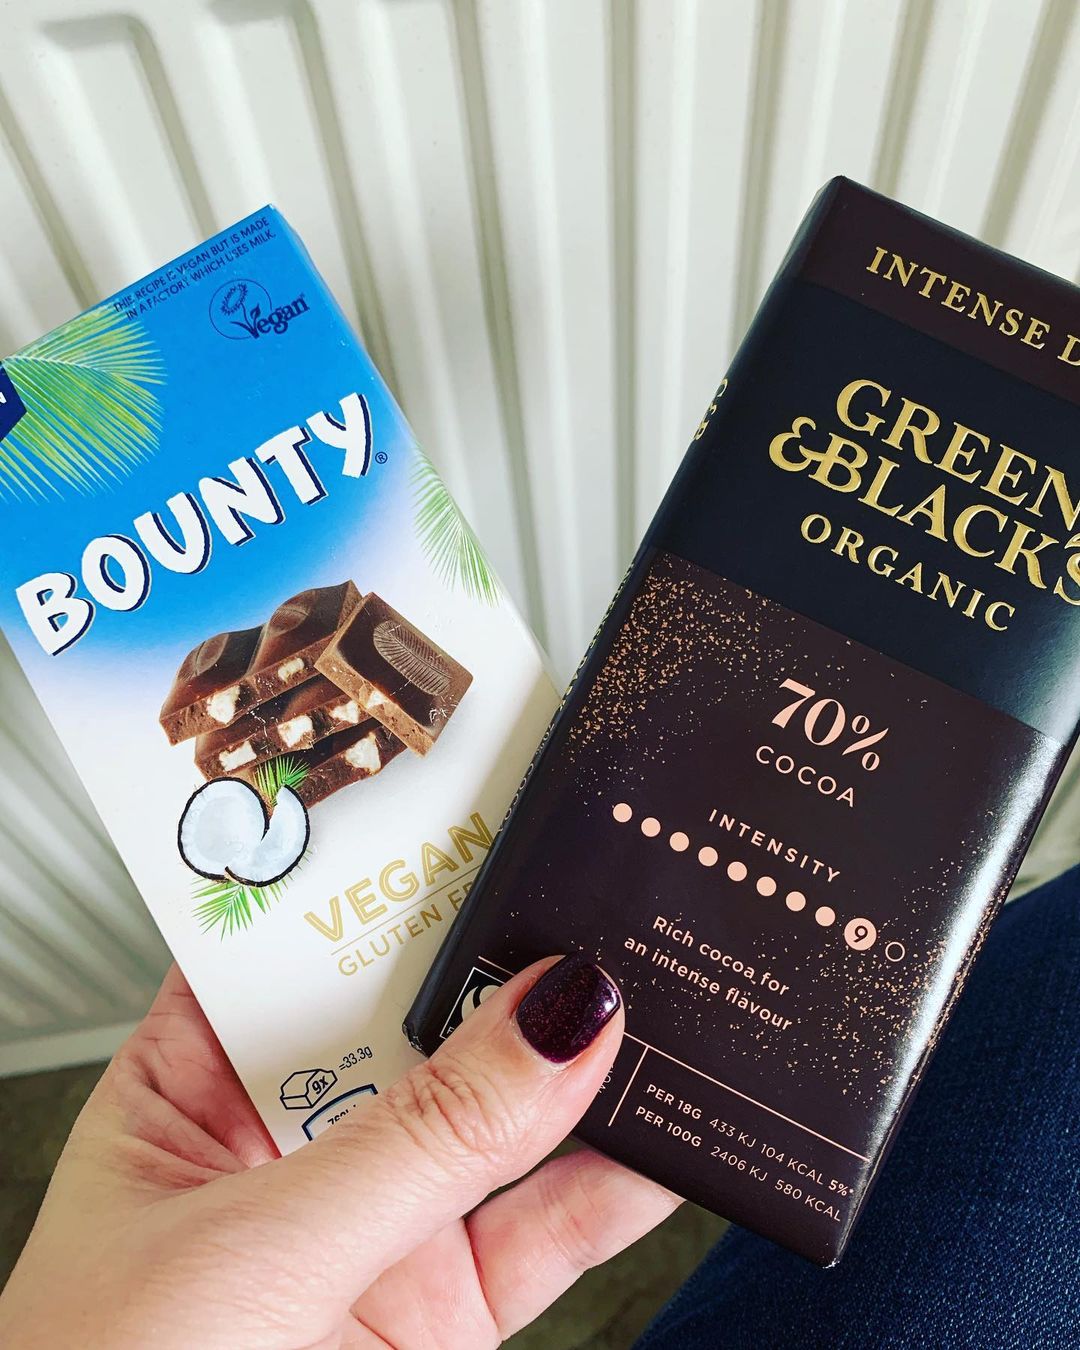 THIS RECIPE IS VEGAN BUT IS MADE
IN A FACTORY WHICH USES MILK
Vegan
BOUNTY®
VEGAN
GLUTEN
9x =33.3g
INTENSE
GREEN
&BLACK'S
ORGANIC
70%
COCOA
INTENSITY
9
Rich cocoa for
an intense flavour
PER 18G 433 KJ 104 KCAL 5%*
PER 100G 2406 KJ 580 KCAL